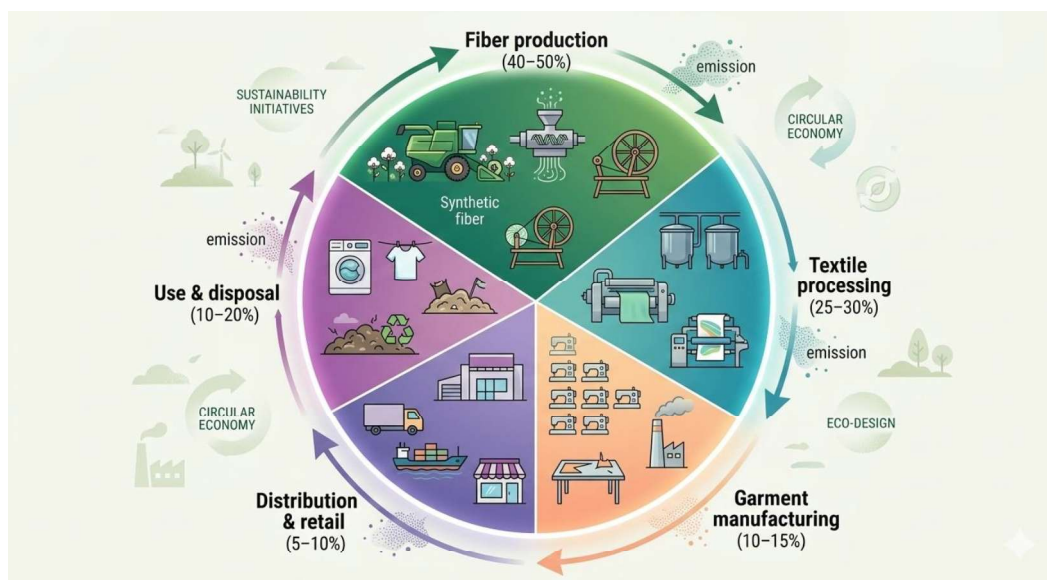 Fiber production
(40–50%)
emission
SUSTAINABILITY
INITIATIVES
CIRCULAR
ECONOMY
Synthetic
fiber
emission
Textile
processing
(25–30%)
Use & disposal
(10–20%)
emission
CIRCULAR
ECONOMY
ECO-DESIGN
Distribution
& retail
(5–10%)
Garment
manufacturing
(10–15%)